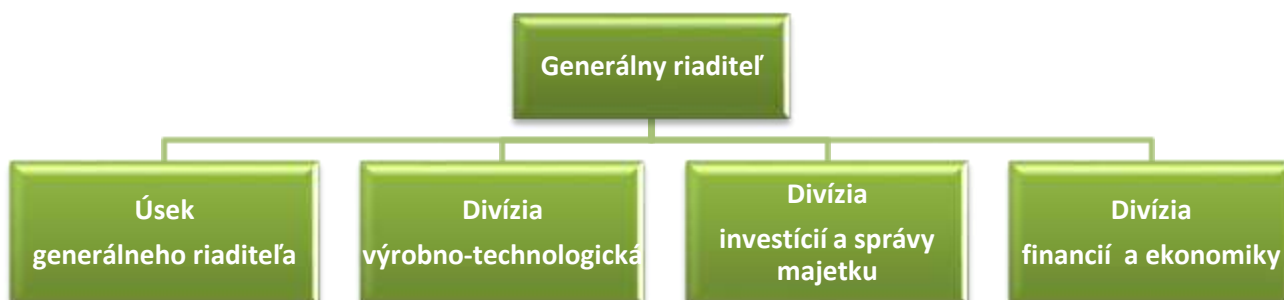 Generálny riaditeľ
Úsek
generálneho riaditeľa
Divízia
výrobno-technologická
Divízia
investícií a správy
majetku
Divízia
financií  a ekonomiky